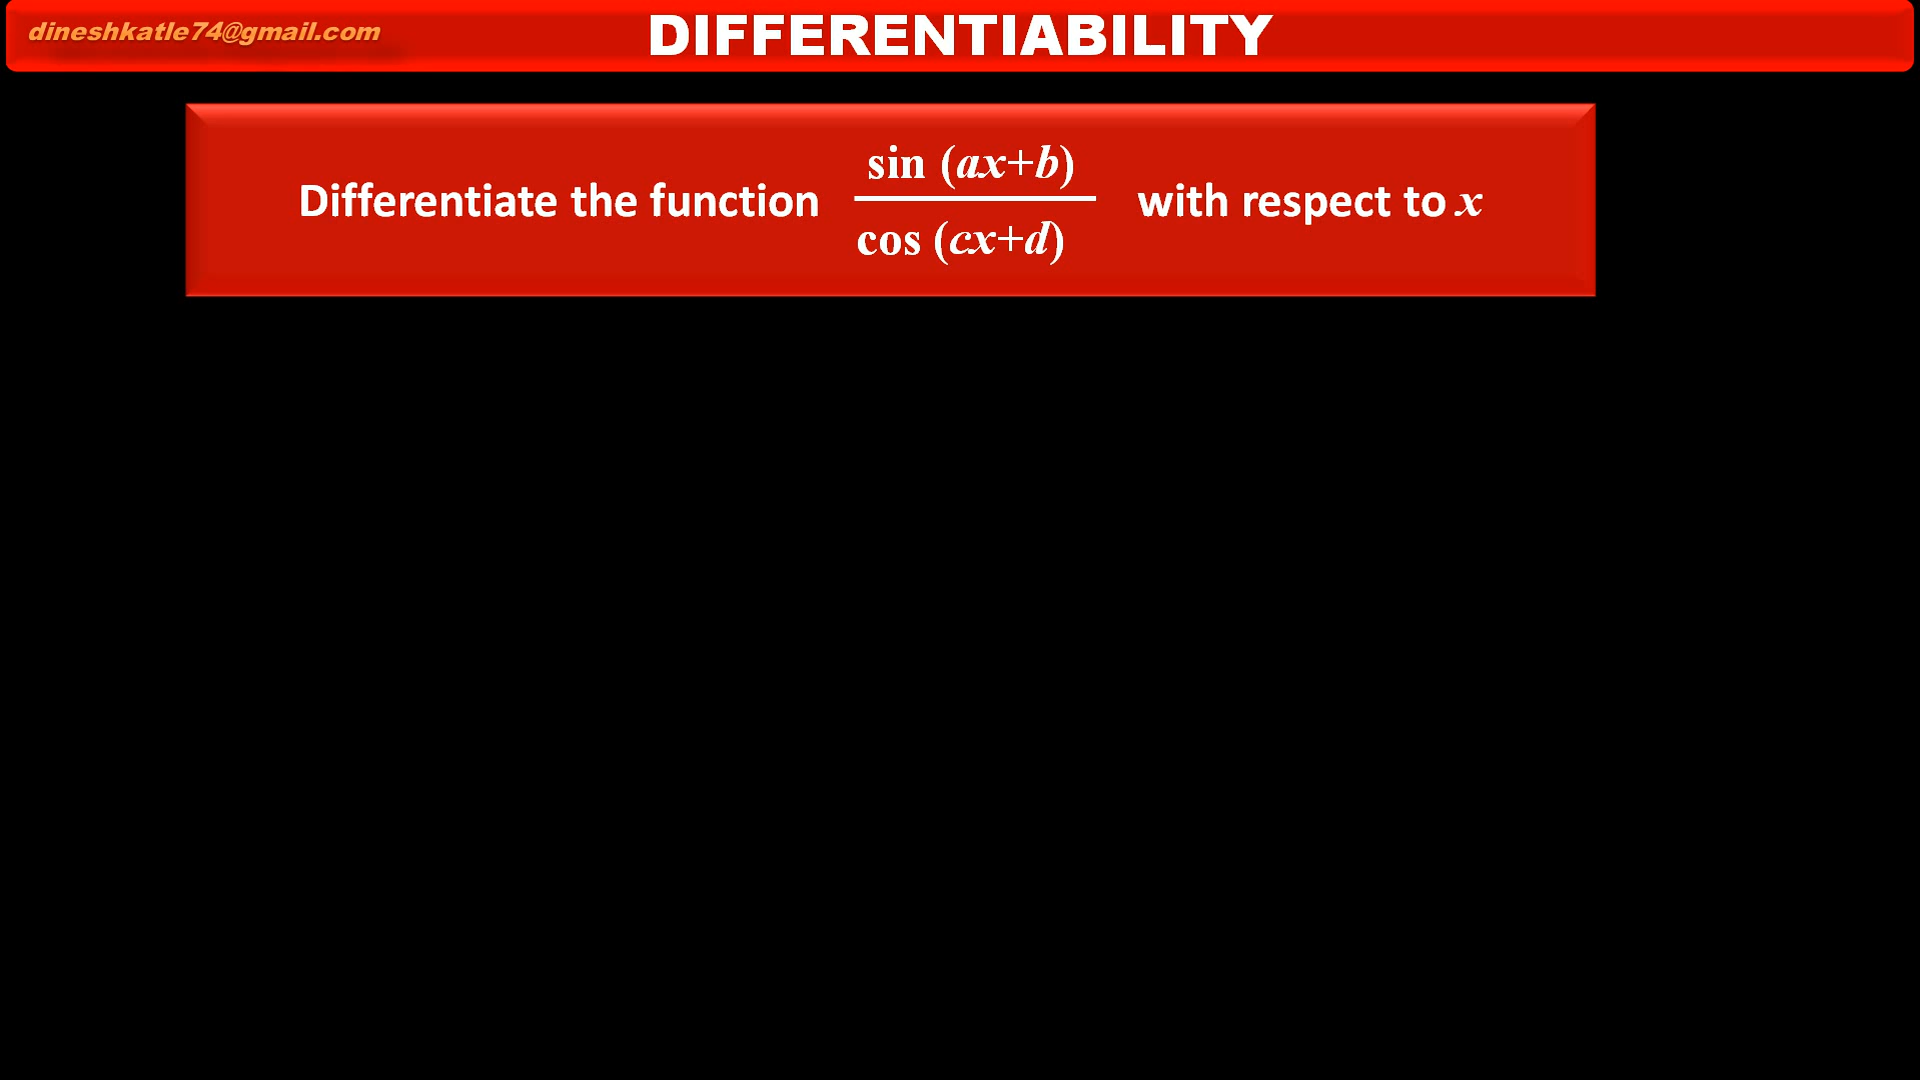 dineshkatle74@gmail.com
DIFFERENTIABILITY
sin (ax+b)
Differentiate the function with respect to x
cos (cx+d)